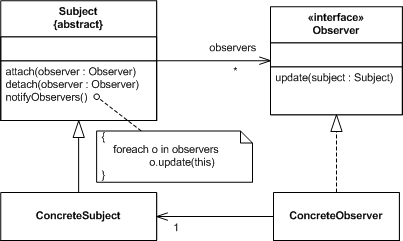 Subject
{abstract}
attach(observer : Observer)
detach(observer : Observer)
notifyObservers()
observers
*
«interface»
Observer
update(subject : Subject)
{
foreach o in observers
o.update(this)
}
ConcreteSubject
1
ConcreteObserver